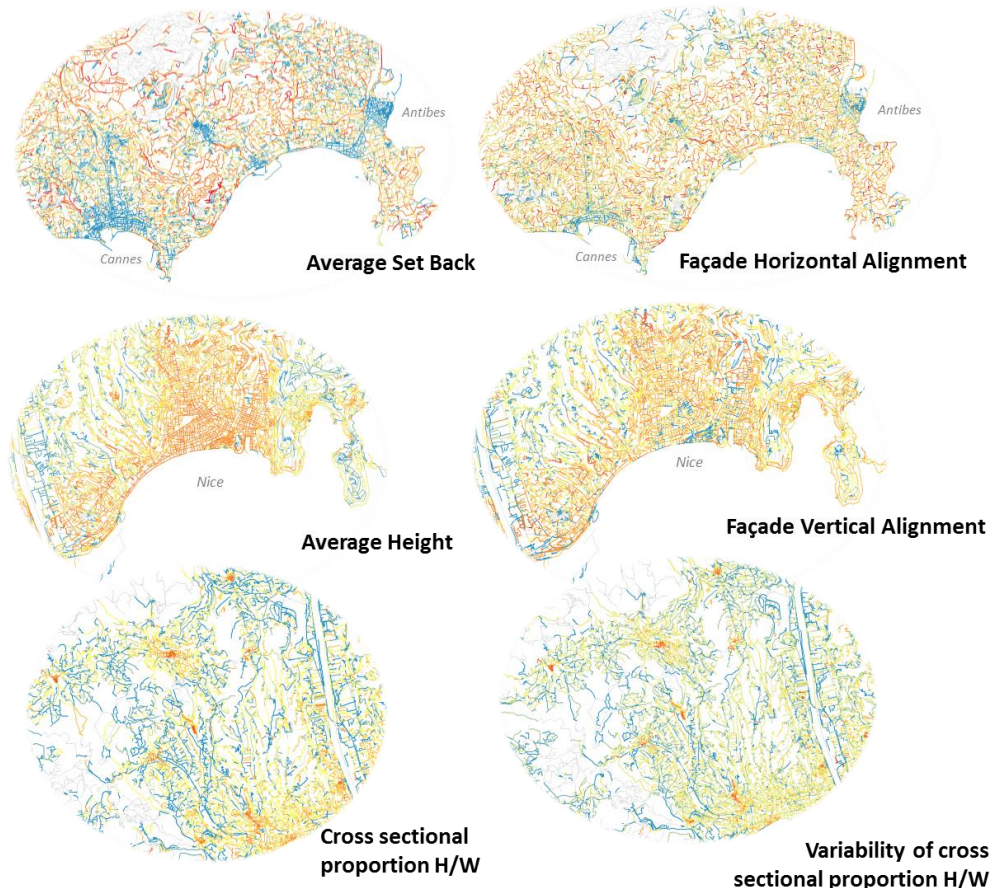 Antibes
Antibes
Cannes
Average Set Back
Cannes
Façade Horizontal Alignment
Nice
Nice
Average Height
Façade Vertical Alignment
Cross sectional
proportion H/W
Variability of cross
sectional proportion H/W